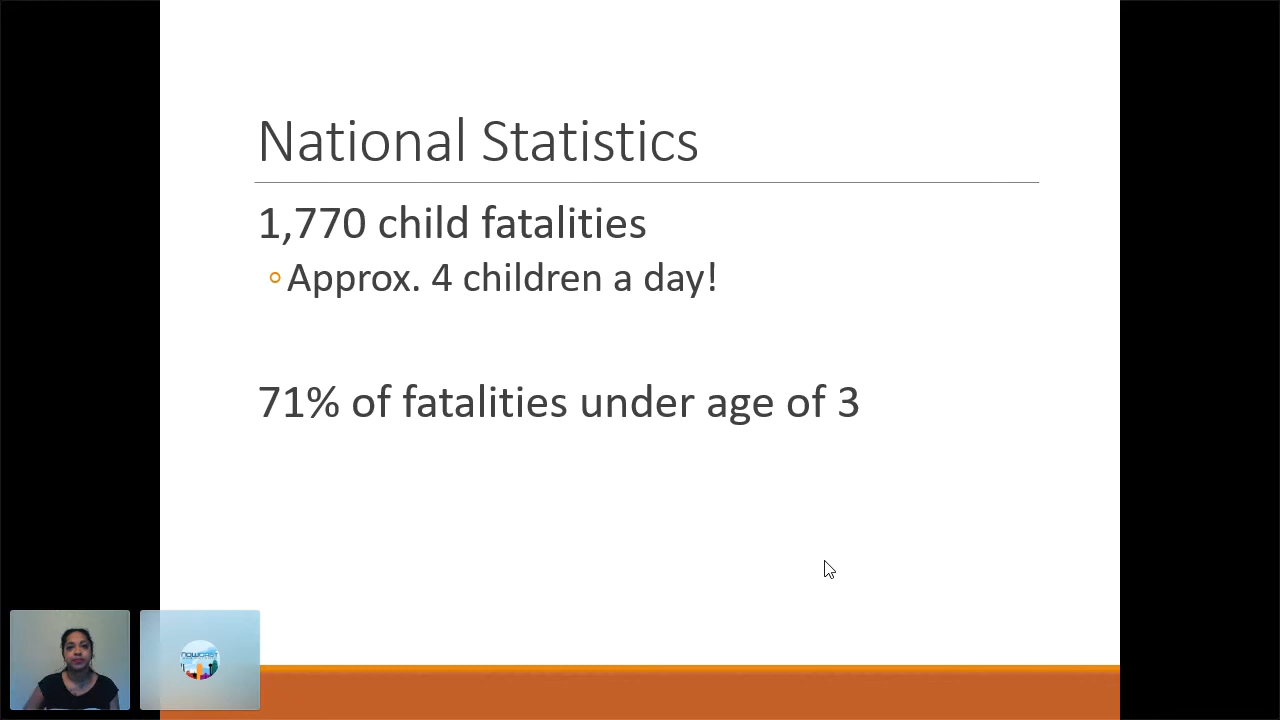 National Statistics
1,770 child fatalities
Approx. 4 children a day!
71% of fatalities under age of 3